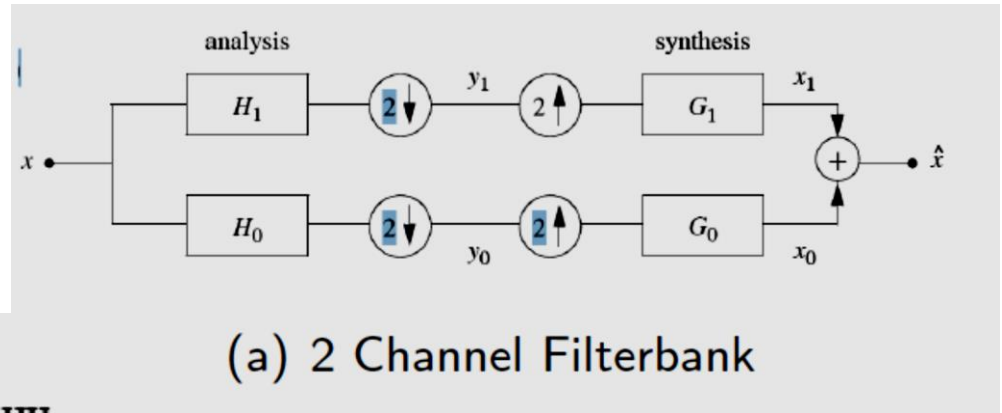 analysis synthesis
H1 2 y1 2 G1 x1
x + x̂
H0 2 y0 2 G0 x0
(a) 2 Channel Filterbank